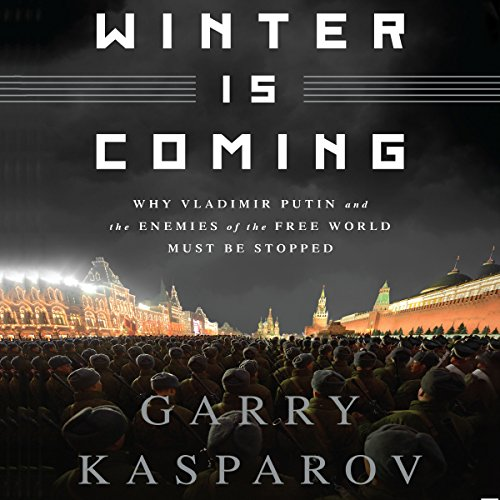 WINTER
IS
COMING
WHY VLADIMIR PUTIN and
the ENEMIES of the FREE WORLD
MUST BE STOPPED
GARRY
KASPAROV